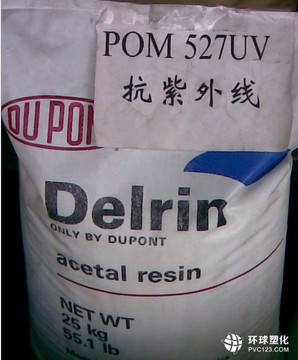 POM 527UV
抗紫外线
DU PON
Delrin
ONLY BY DUPONT
acetal resin
NET WT
25 kg
55.1 lb
环球塑化
PVC123.COM